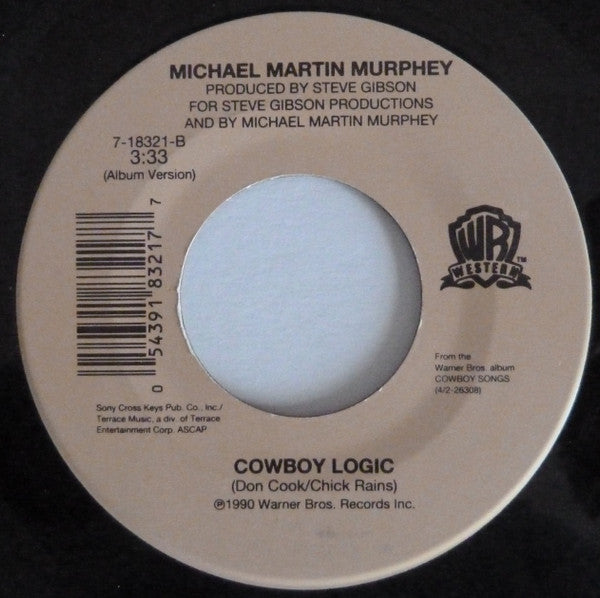 MICHAEL MARTIN MURPHEY
PRODUCED BY STEVE GIBSON
FOR STEVE GIBSON PRODUCTIONS
AND BY MICHAEL MARTIN MURPHEY
7-18321-B
3:33
(Album Version)
0 54391 83217 7
WR
WESTERN
™
From the
Warner Bros. album
COWBOY SONGS
(4/2-26308)
Sony Cross Keys Pub. Co., Inc./
Terrace Music, a div. of Terrace
Entertainment Corp. ASCAP
COWBOY LOGIC
(Don Cook/Chick Rains)
℗1990 Warner Bros. Records Inc.